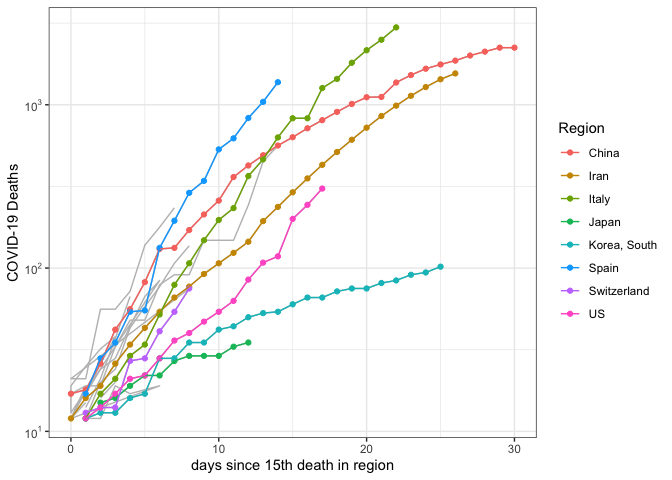 COVID-19 Deaths
10³
10²
10¹
0
10
20
30
days since 15th death in region
Region
China
Iran
Italy
Japan
Korea, South
Spain
Switzerland
US